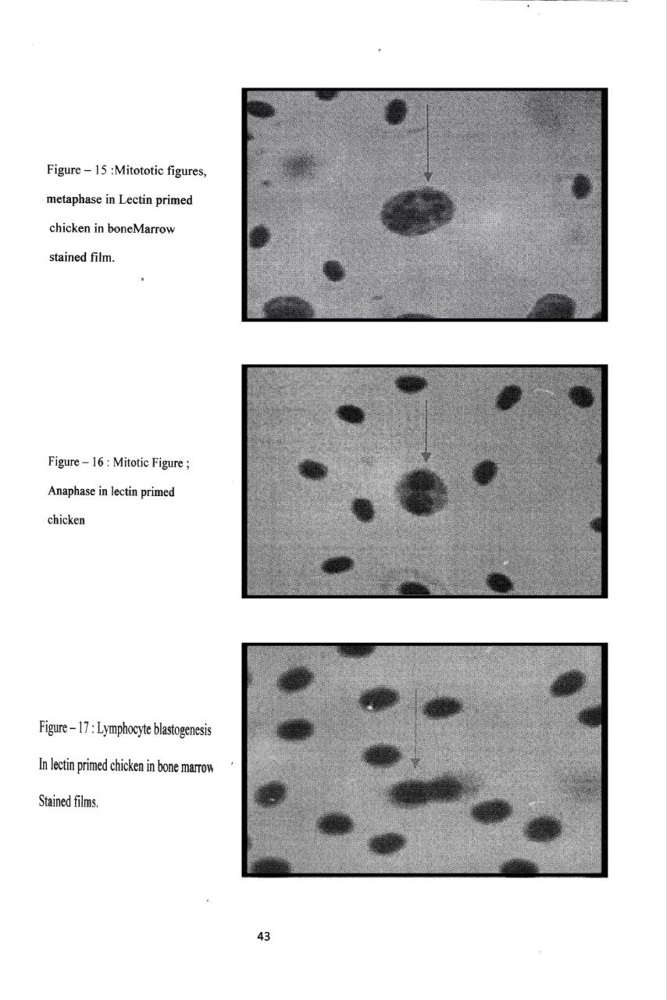 Figure – 15 :Mitototic figures,
metaphase in Lectin primed
chicken in boneMarrow
stained film.
Figure – 16 : Mitotic Figure ;
Anaphase in lectin primed
chicken
Figure – 17 : Lymphocyte blastogenesis
In lectin primed chicken in bone marrow
Stained films.
43